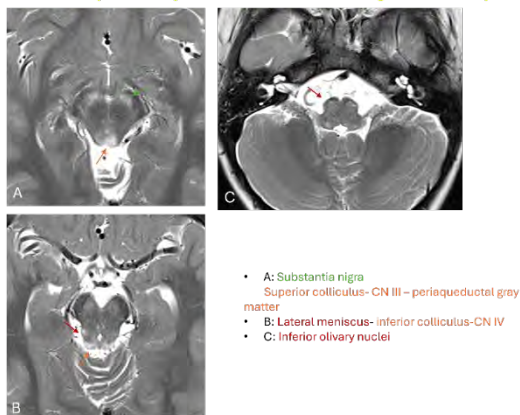 A
C
B
• A: Substantia nigra
Superior colliculus- CN III – periaqueductal gray
matter
• B: Lateral meniscus- inferior colliculus-CN IV
• C: Inferior olivary nuclei